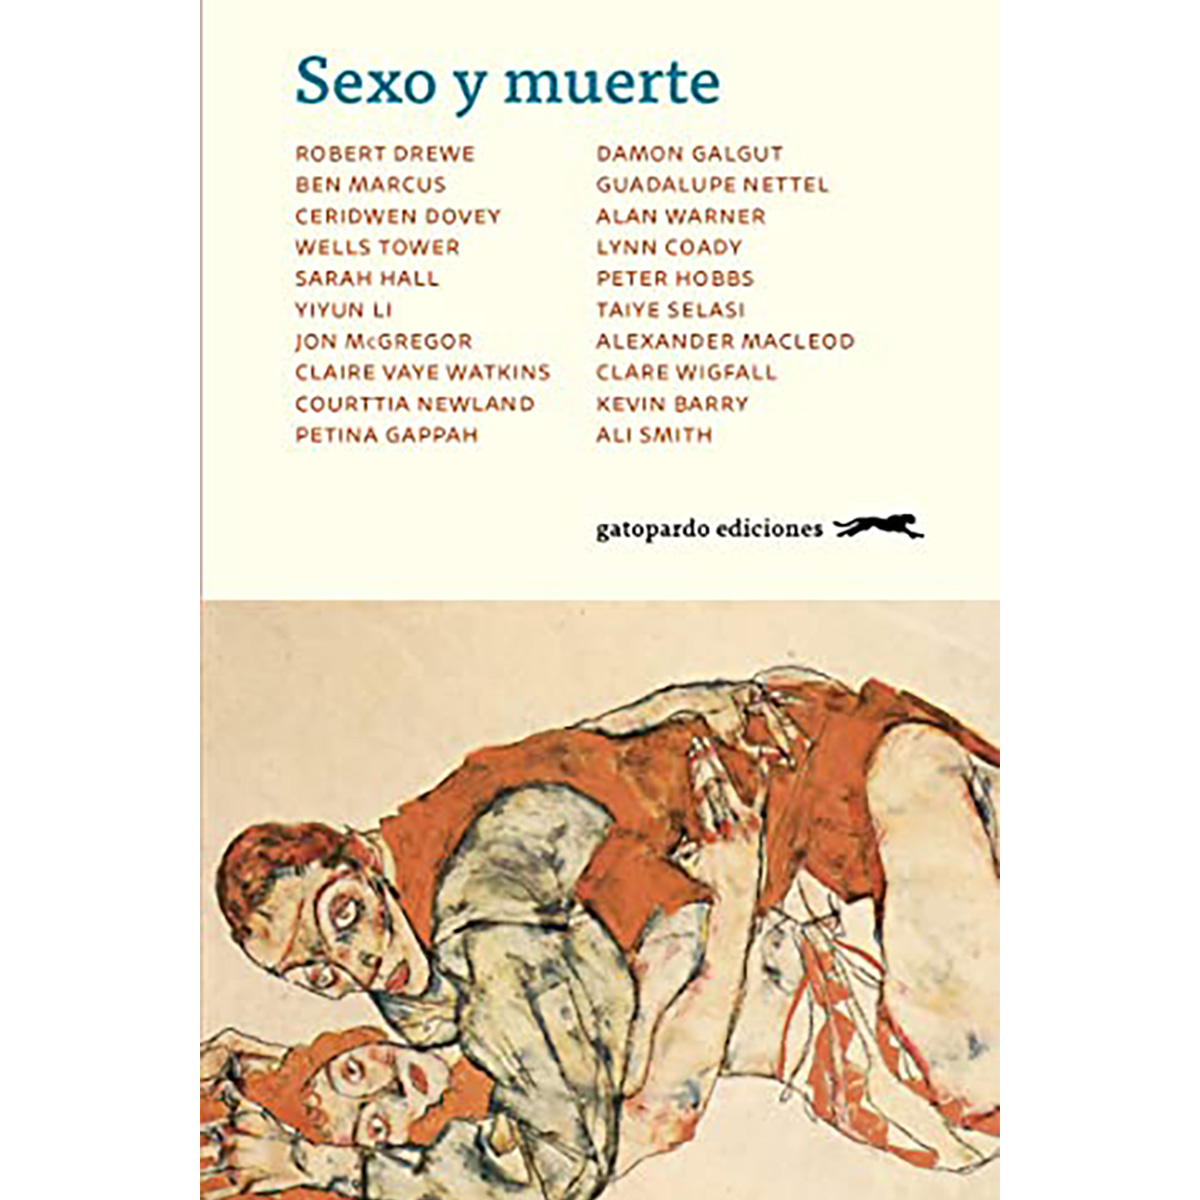 Sexo y muerte
ROBERT DREWE
BEN MARCUS
CERIDWEN DOVEY
WELLS TOWER
SARAH HALL
YIYUN LI
JON McGREGOR
CLAIRE VAYE WATKINS
COURTTIA NEWLAND
PETINA GAPPAH
DAMON GALGUT
GUADALUPE NETTEL
ALAN WARNER
LYNN COADY
PETER HOBBS
TAIYE SELASI
ALEXANDER MACLEOD
CLARE WIGFALL
KEVIN BARRY
ALI SMITH
gatopardo ediciones